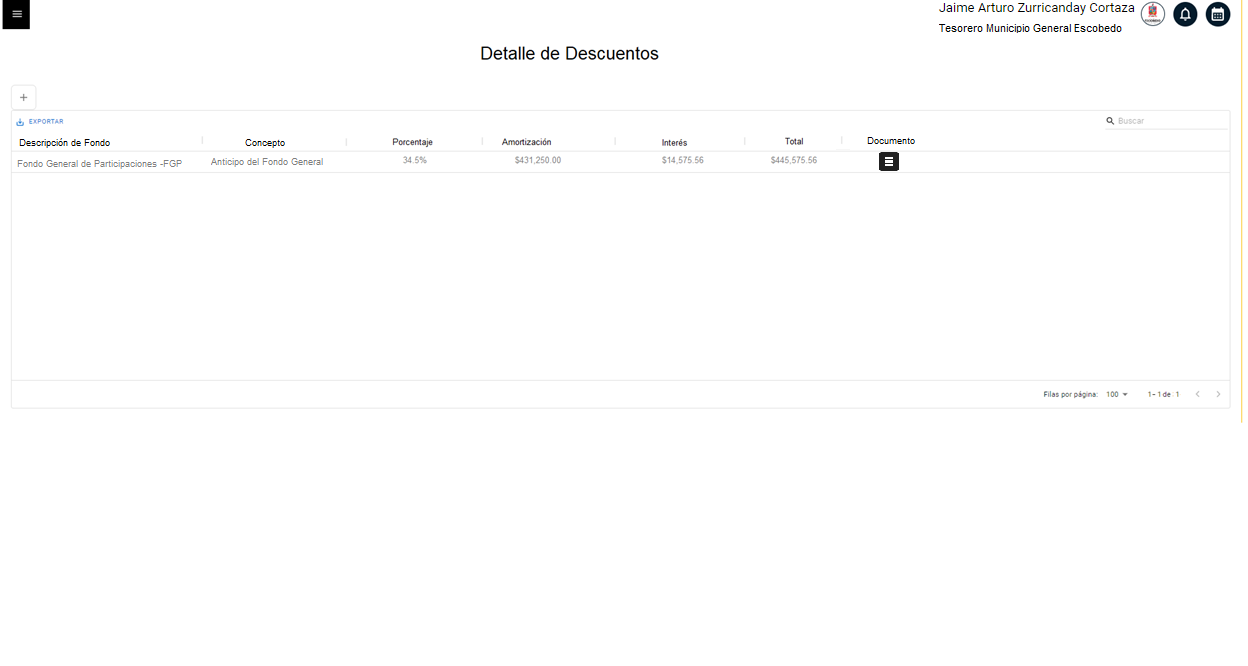 Jaime Arturo Zurricanday Cortaza
Tesorero Municipio General Escobedo
Detalle de Descuentos
+
EXPORTAR
Buscar
Descripción de Fondo Concepto Porcentaje Amortización Interés Total Documento
Fondo General de Participaciones -FGP Anticipo del Fondo General 34.5% $431,250.00 $14,575.56 $445,575.56
Filas por página: 100 1-1 de 1